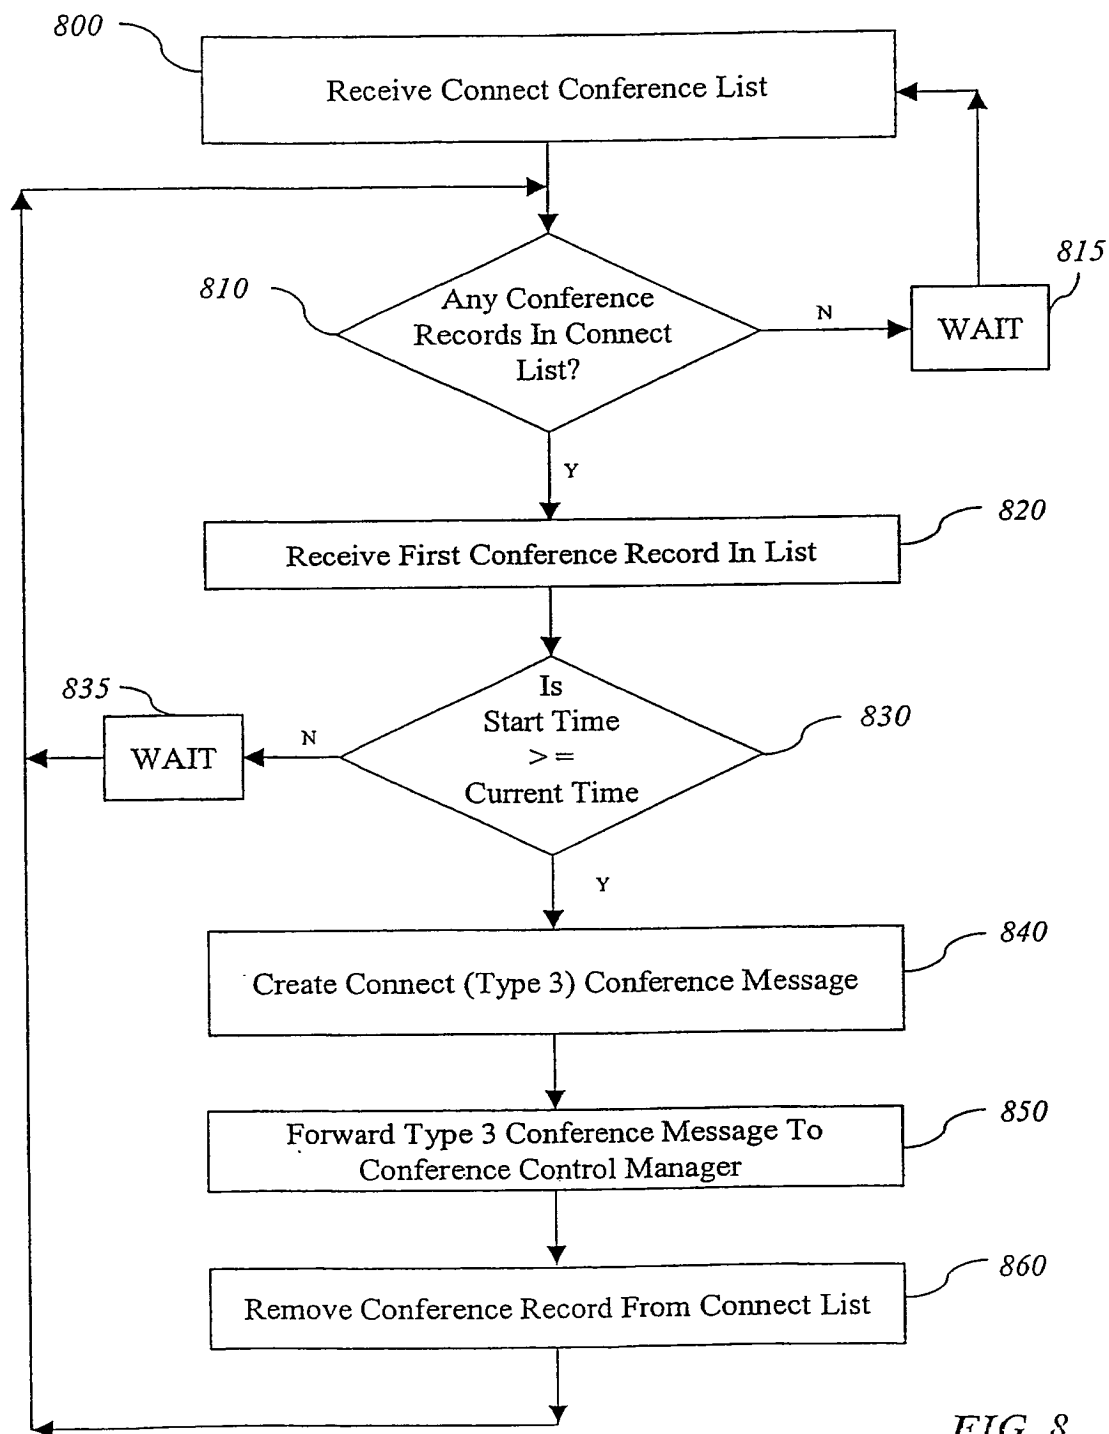 800
Receive Connect Conference List
810
Any Conference
Records In Connect
List?
N
815
WAIT
Y
820
Receive First Conference Record In List
835
WAIT
N
Is
Start Time
>=
Current Time
830
Y
840
Create Connect (Type 3) Conference Message
850
Forward Type 3 Conference Message To
Conference Control Manager
860
Remove Conference Record From Connect List
FIG. 8